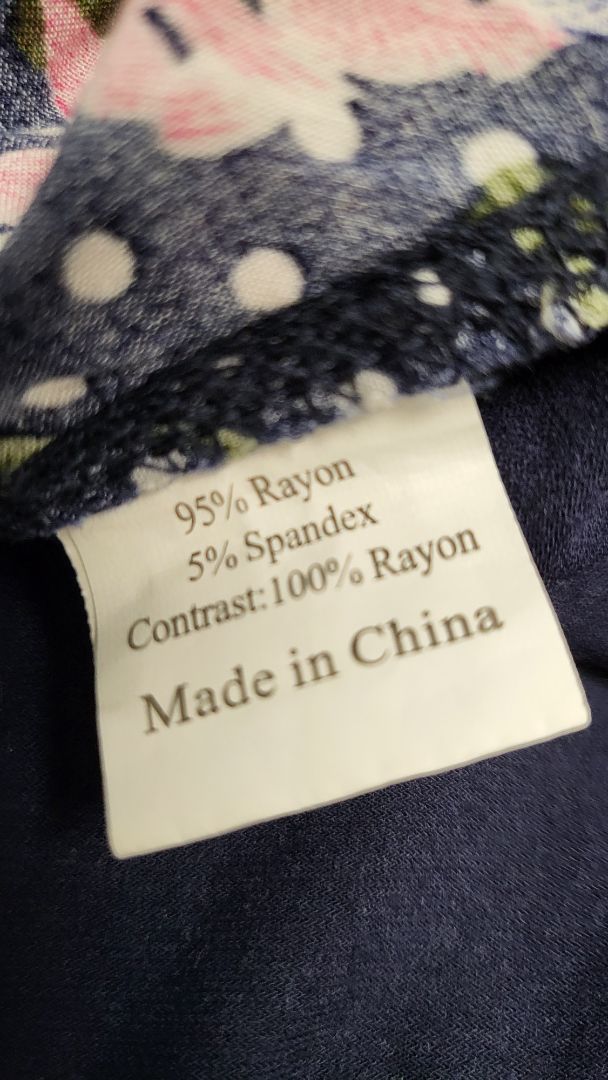 95% Rayon
5% Spandex
Contrast:100% Rayon
Made in China